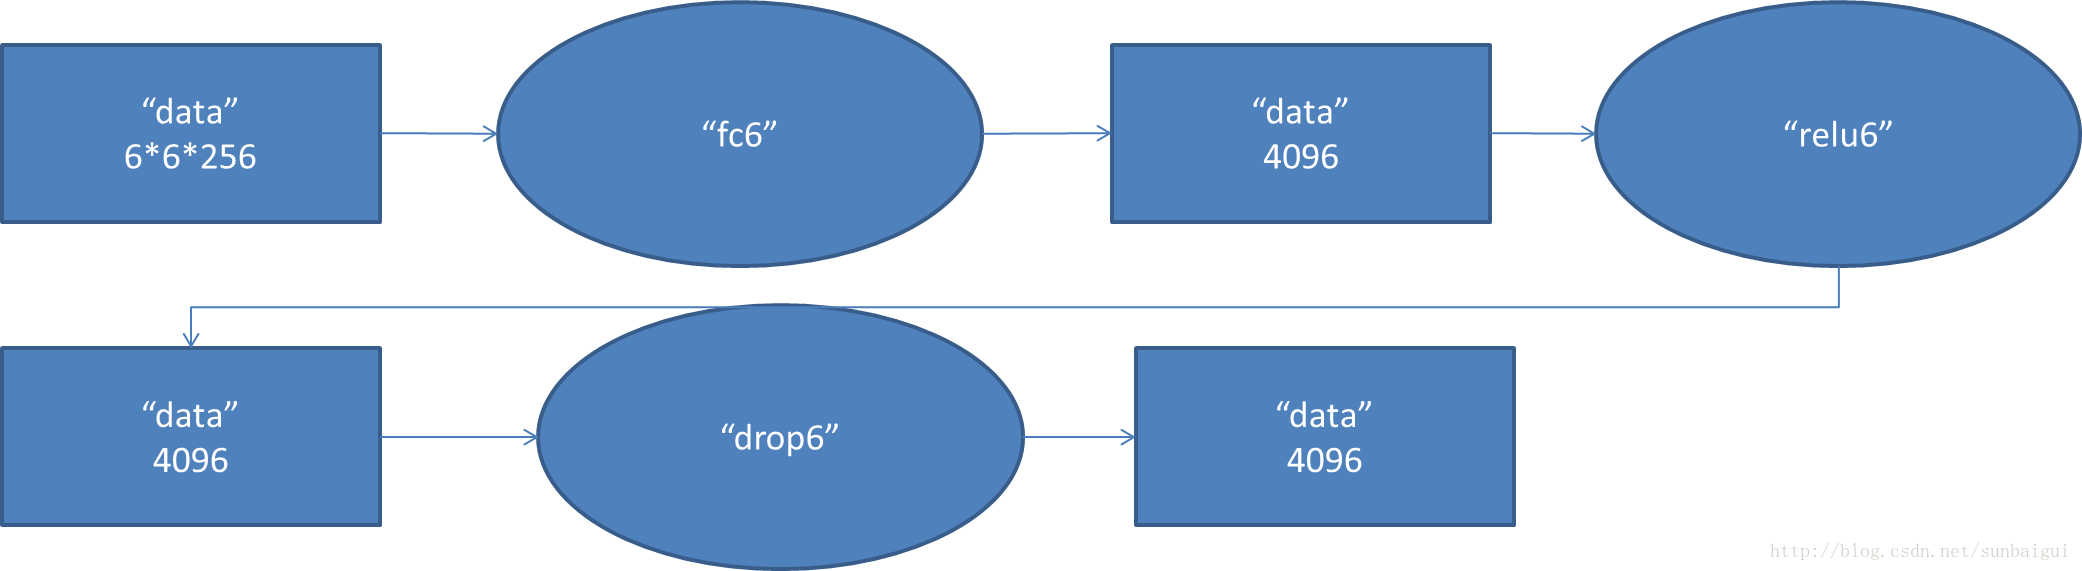 “data”
6*6*256
“fc6”
“data”
4096
“relu6”
“data”
4096
“drop6”
“data”
4096
http://blog.csdn.net/sunbaigui